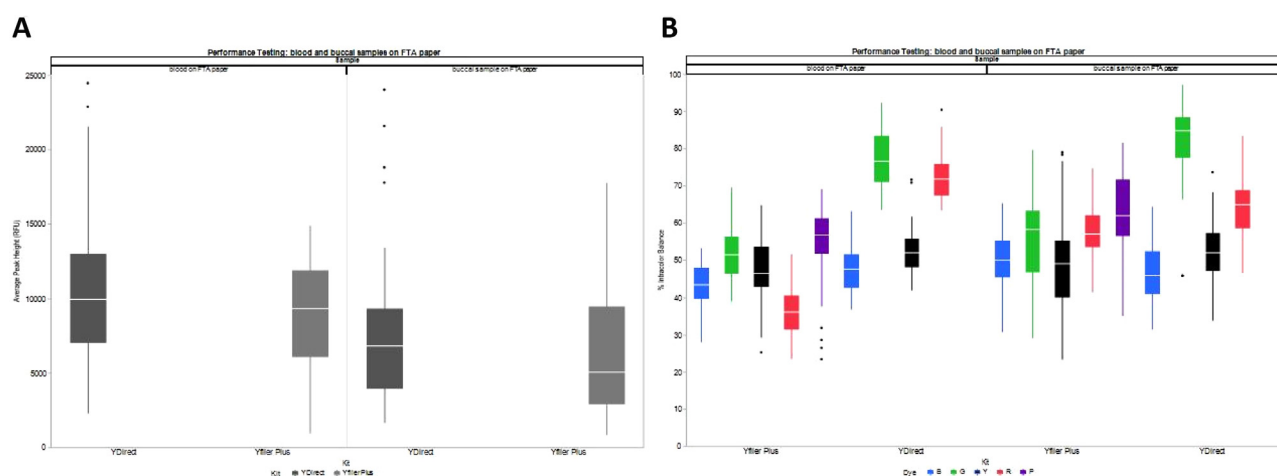 A
Performance Testing: blood and buccal samples on FTA paper
Sample
blood on FTA paper buccal sample on FTA paper
25000
20000
15000
10000
5000
0
Average Peak Height (RFU)
YDirect Yfiler Plus YDirect Yfiler Plus
Kit
Kit YDirect Yfiler Plus
B
Performance Testing: blood and buccal samples on FTA paper
Sample
blood on FTA paper buccal sample on FTA paper
100
90
80
70
60
50
40
30
20
10
0
% Intracolor Balance
Yfiler Plus YDirect Yfiler Plus YDirect
Kit
Dye B G Y R P